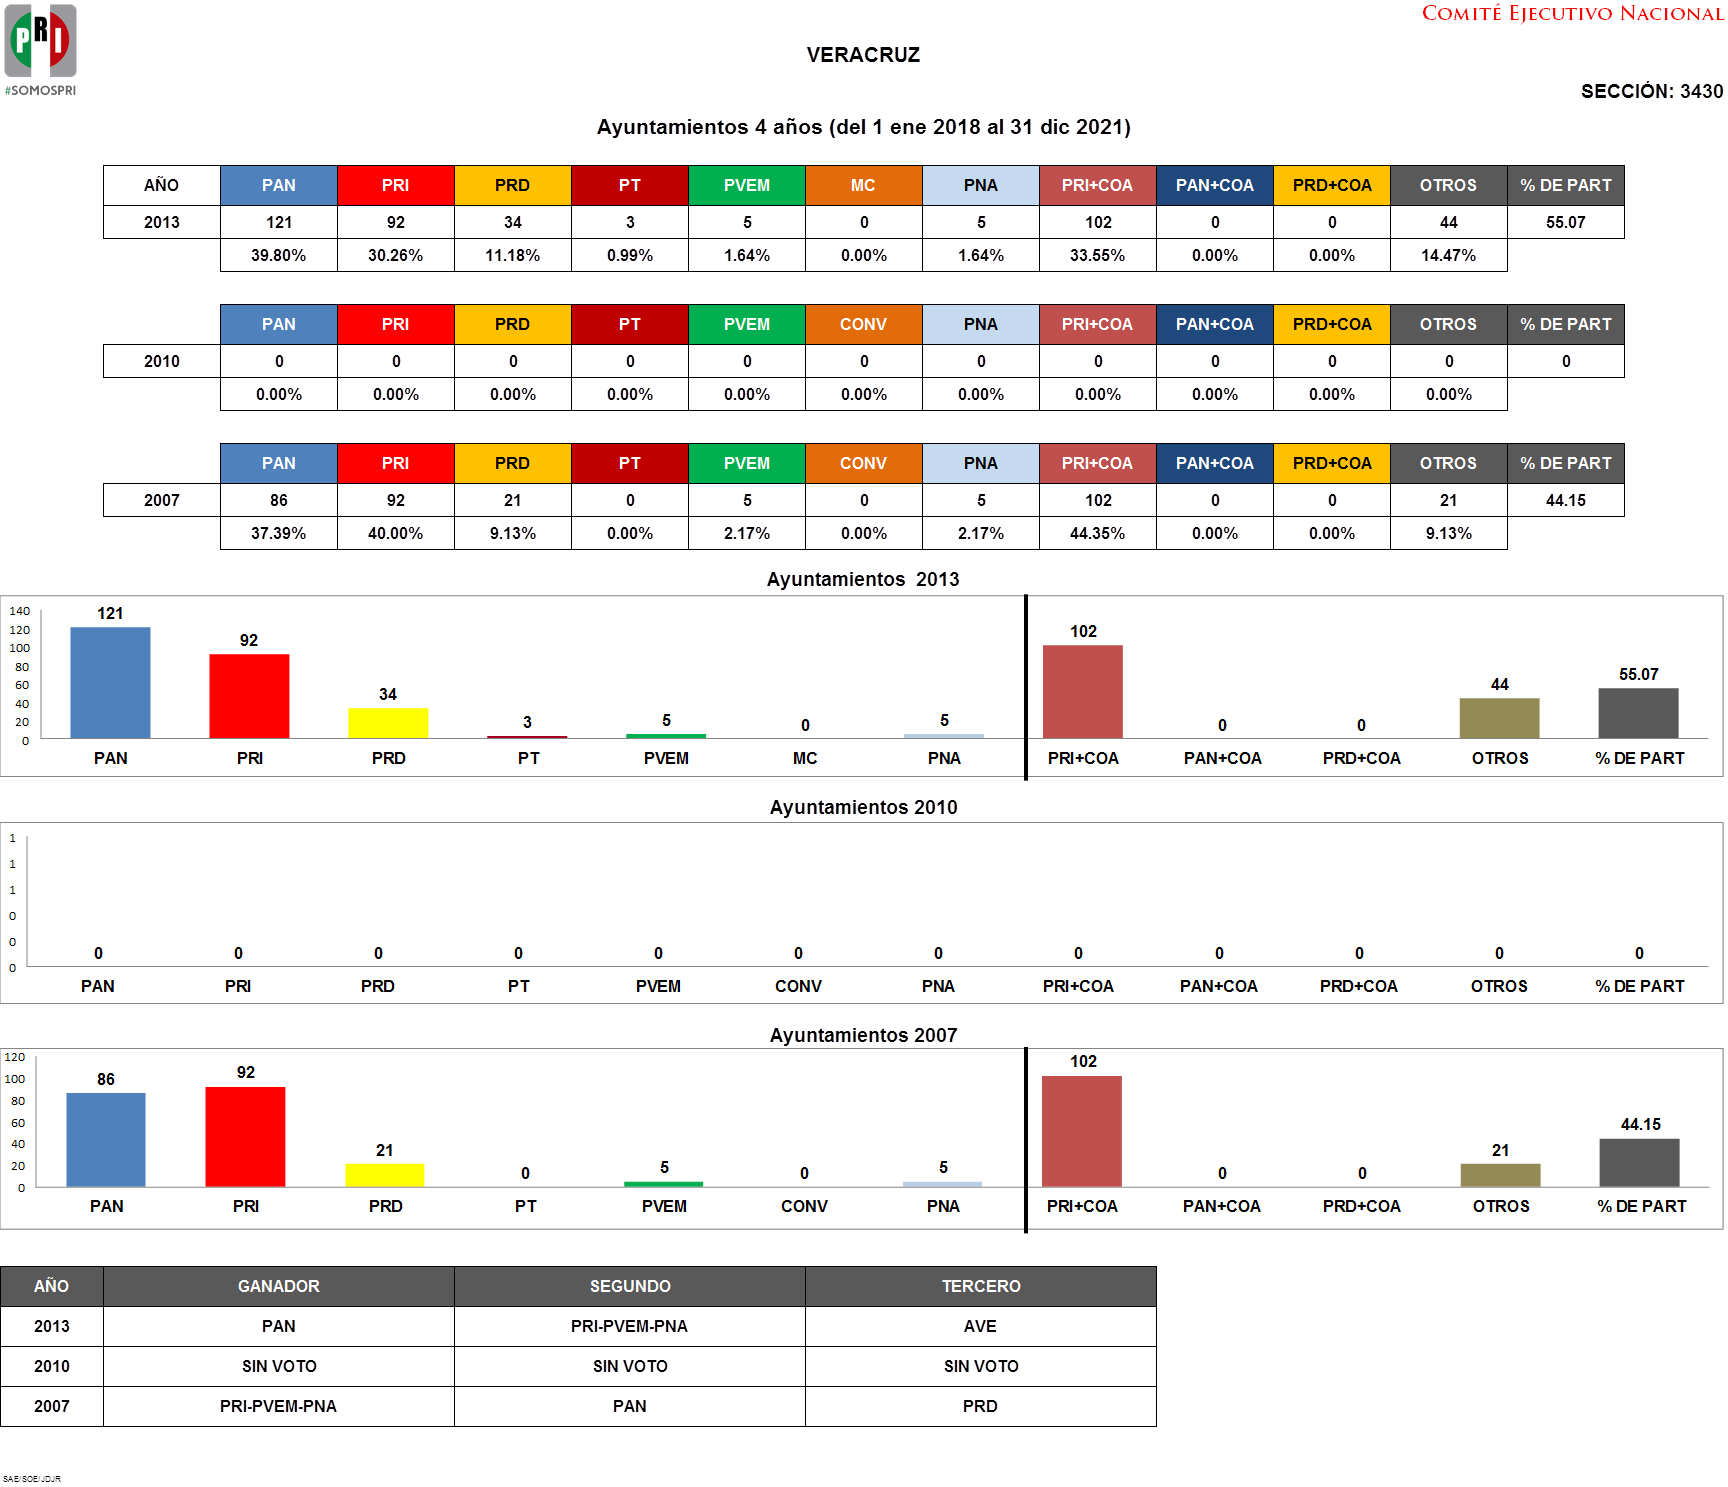 PRI
#SOMOSPRI
COMITÉ EJECUTIVO NACIONAL
VERACRUZ
SECCIÓN: 3430
Ayuntamientos 4 años (del 1 ene 2018 al 31 dic 2021)
AÑO PAN PRI PRD PT PVEM MC PNA PRI+COA PAN+COA PRD+COA OTROS % DE PART
2013 121 92 34 3 5 0 5 102 0 0 44 55.07
39.80% 30.26% 11.18% 0.99% 1.64% 0.00% 1.64% 33.55% 0.00% 0.00% 14.47%
PAN PRI PRD PT PVEM CONV PNA PRI+COA PAN+COA PRD+COA OTROS % DE PART
2010 0 0 0 0 0 0 0 0 0 0 0 0
0.00% 0.00% 0.00% 0.00% 0.00% 0.00% 0.00% 0.00% 0.00% 0.00% 0.00%
PAN PRI PRD PT PVEM CONV PNA PRI+COA PAN+COA PRD+COA OTROS % DE PART
2007 86 92 21 0 5 0 5 102 0 0 21 44.15
37.39% 40.00% 9.13% 0.00% 2.17% 0.00% 2.17% 44.35% 0.00% 0.00% 9.13%
Ayuntamientos 2013
140
120
100
80
60
40
20
0
121 92 34 3 5 0 5 102 0 0 44 55.07
PAN PRI PRD PT PVEM MC PNA PRI+COA PAN+COA PRD+COA OTROS % DE PART
Ayuntamientos 2010
1
1
1
0
0
0
0 0 0 0 0 0 0 0 0 0 0 0
PAN PRI PRD PT PVEM CONV PNA PRI+COA PAN+COA PRD+COA OTROS % DE PART
Ayuntamientos 2007
120
100
80
60
40
20
0
86 92 21 0 5 0 5 102 0 0 21 44.15
PAN PRI PRD PT PVEM CONV PNA PRI+COA PAN+COA PRD+COA OTROS % DE PART
AÑO GANADOR SEGUNDO TERCERO
2013 PAN PRI-PVEM-PNA AVE
2010 SIN VOTO SIN VOTO SIN VOTO
2007 PRI-PVEM-PNA PAN PRD
SAE/SOE/JDJR